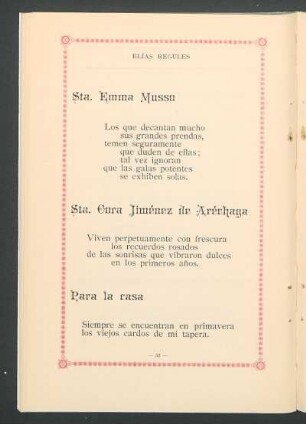 ELÍAS REGULES
Sta. Emma Mussu
Los que decantan mucho
sus grandes prendas,
temen seguramente
que duden de ellas;
tal vez ignoran
que las galas potentes
se exhiben solas.
Sta. Cora Jiménez de Aréchaga
Viven perpetuamente con frescura
los recuerdos rosados
de las sonrisas que vibraron dulces
en los primeros años.
Para la casa
Siempre se encuentran en primavera
los viejos cardos de mi tapera.